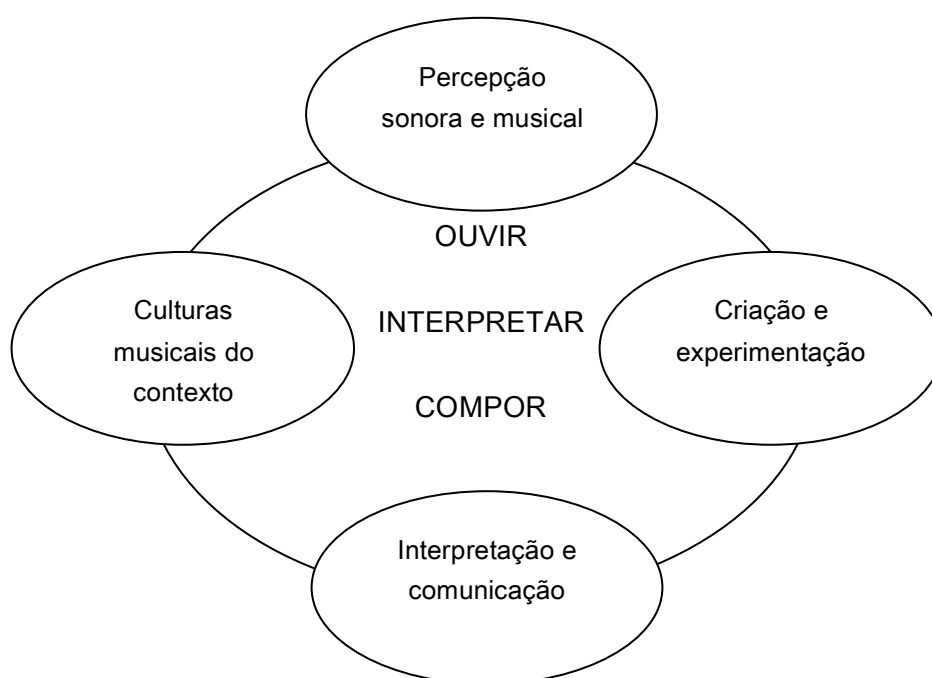 Percepção
sonora e musical
OUVIR
Culturas
musicais do
contexto
INTERPRETAR
Criação e
experimentação
COMPOR
Interpretação e
comunicação